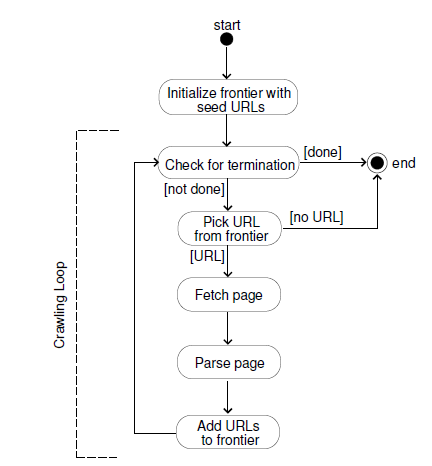 start
Initialize frontier with
seed URLs
Check for termination
[done]
end
[not done]
Pick URL
from frontier
[no URL]
[URL]
Fetch page
Crawling Loop
Parse page
Add URLs
to frontier